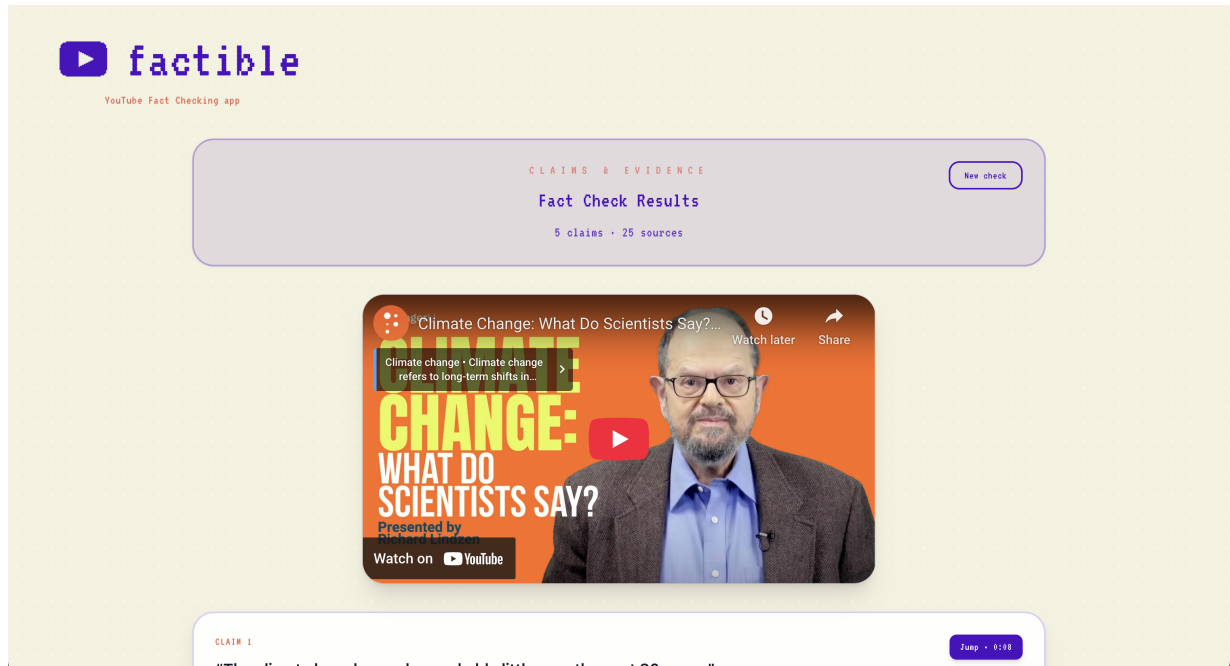 factible
YouTube Fact Checking app
CLAIMS & EVIDENCE
New check
Fact Check Results
5 claims · 25 sources
Climate Change: What Do Scientists Say?...
Watch later
Share
Climate change • Climate change
refers to long-term shifts in...
CLIMATE
CHANGE:
WHAT DO
SCIENTISTS SAY?
Presented by
Richard Lindzen
Watch on YouTube
CLAIM 1
Jump • 0:08